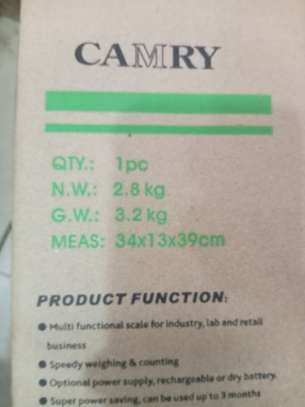 CAMRY
QTY.: 1pc
N.W.: 2.8 kg
G.W.: 3.2 kg
MEAS: 34x13x39cm
PRODUCT FUNCTION:
● Multi functional scale for industry, lab and retail
business
● Speedy weighing & counting
● Optional power supply, rechargeable or dry battery.
● Super power saving, can be used up to 3 months